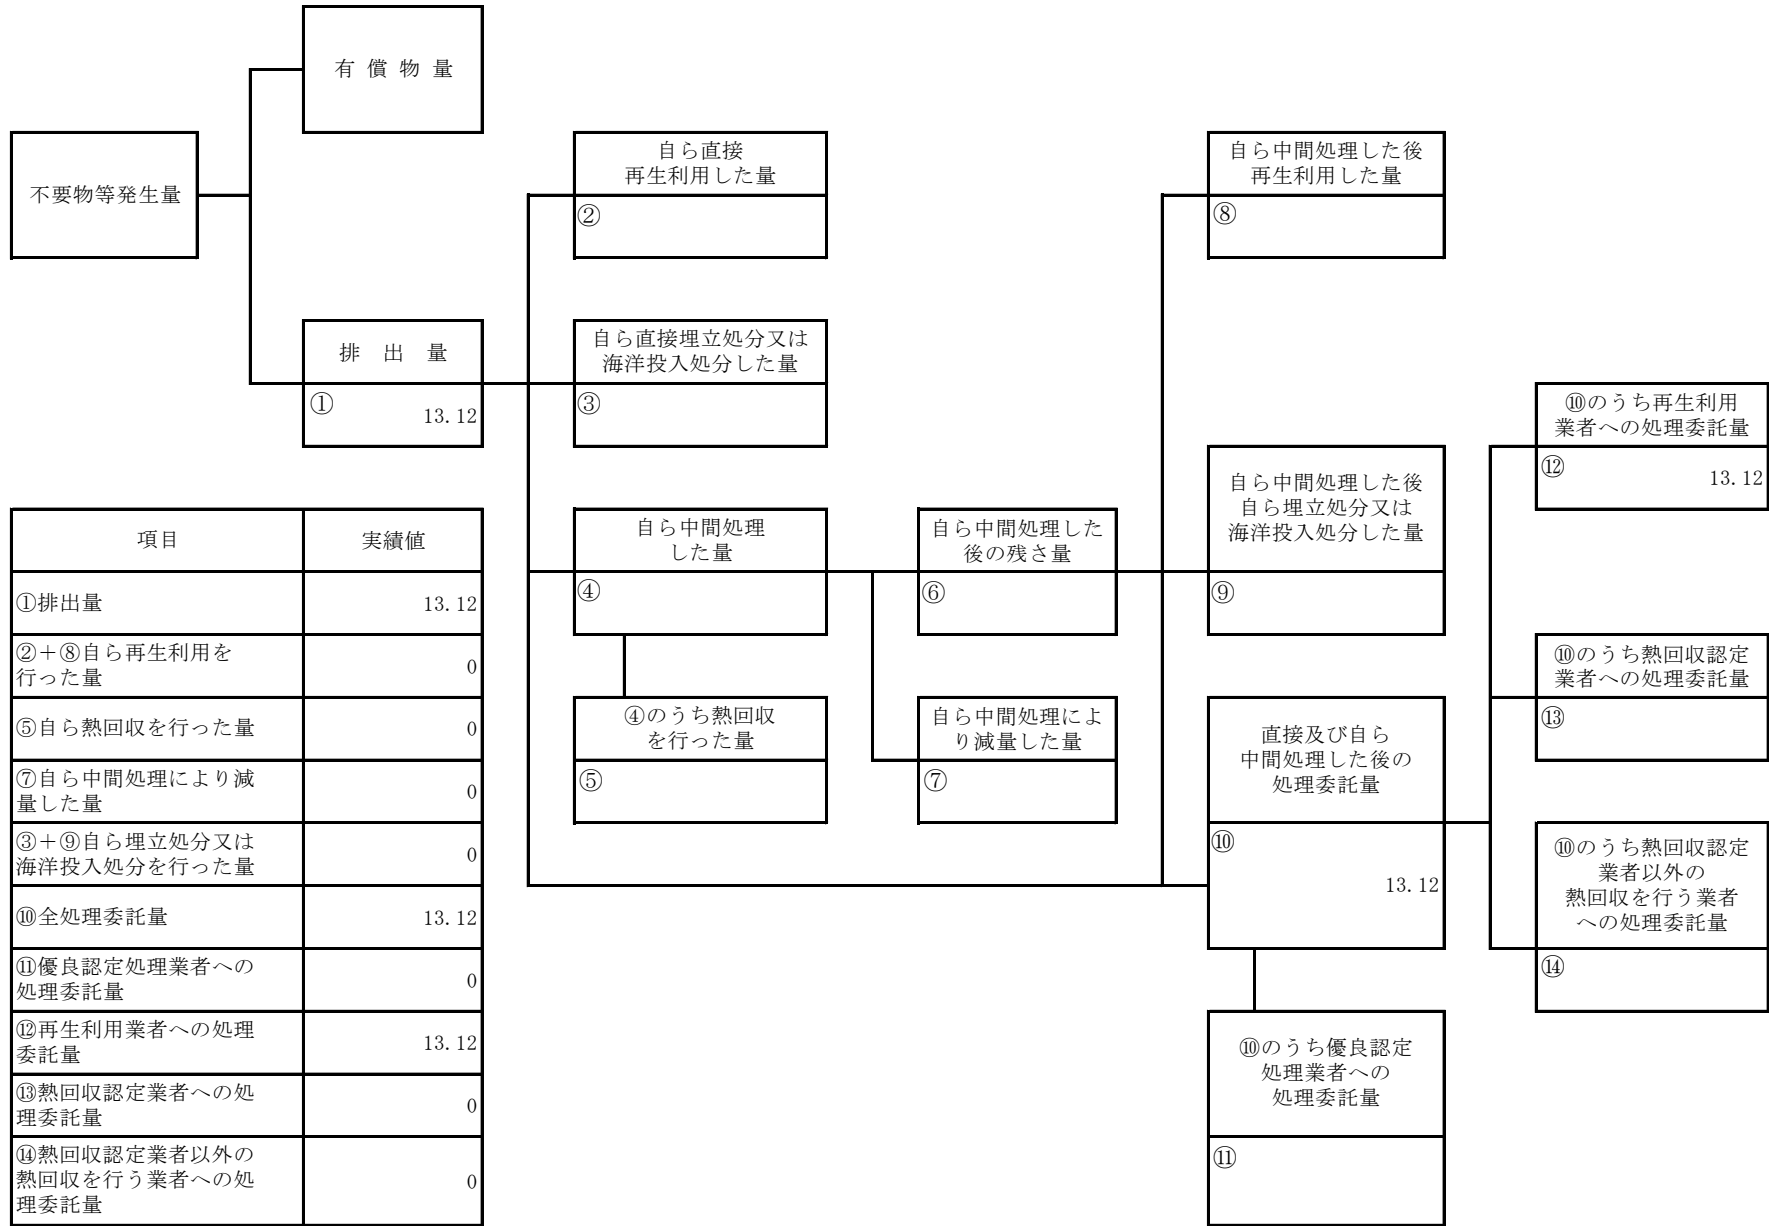 有 償 物 量
不要物等発生量
自ら直接
再生利用した量
②
自ら中間処理した後
再生利用した量
⑧
排 出 量
① 13.12
自ら直接埋立処分又は
海洋投入処分した量
③
⑩のうち再生利用
業者への処理委託量
⑫ 13.12
自ら中間処理した後
自ら埋立処分又は
海洋投入処分した量
⑨
自ら中間処理
した量
④
自ら中間処理した
後の残さ量
⑥
④のうち熱回収
を行った量
⑤
自ら中間処理によ
り減量した量
⑦
直接及び自ら
中間処理した後の
処理委託量
⑩
13.12
⑩のうち熱回収認定
業者への処理委託量
⑬
⑩のうち熱回収認定
業者以外の
熱回収を行う業者
への処理委託量
⑭
⑩のうち優良認定
処理業者への
処理委託量
⑪
項目 実績値
①排出量 13.12
②+⑧自ら再生利用を
行った量 0
⑤自ら熱回収を行った量 0
⑦自ら中間処理により減
量した量 0
③+⑨自ら埋立処分又は
海洋投入処分を行った量 0
⑩全処理委託量 13.12
⑪優良認定処理業者への
処理委託量 0
⑫再生利用業者への処理
委託量 13.12
⑬熱回収認定業者への処
理委託量 0
⑭熱回収認定業者以外の
熱回収を行う業者への処
理委託量 0